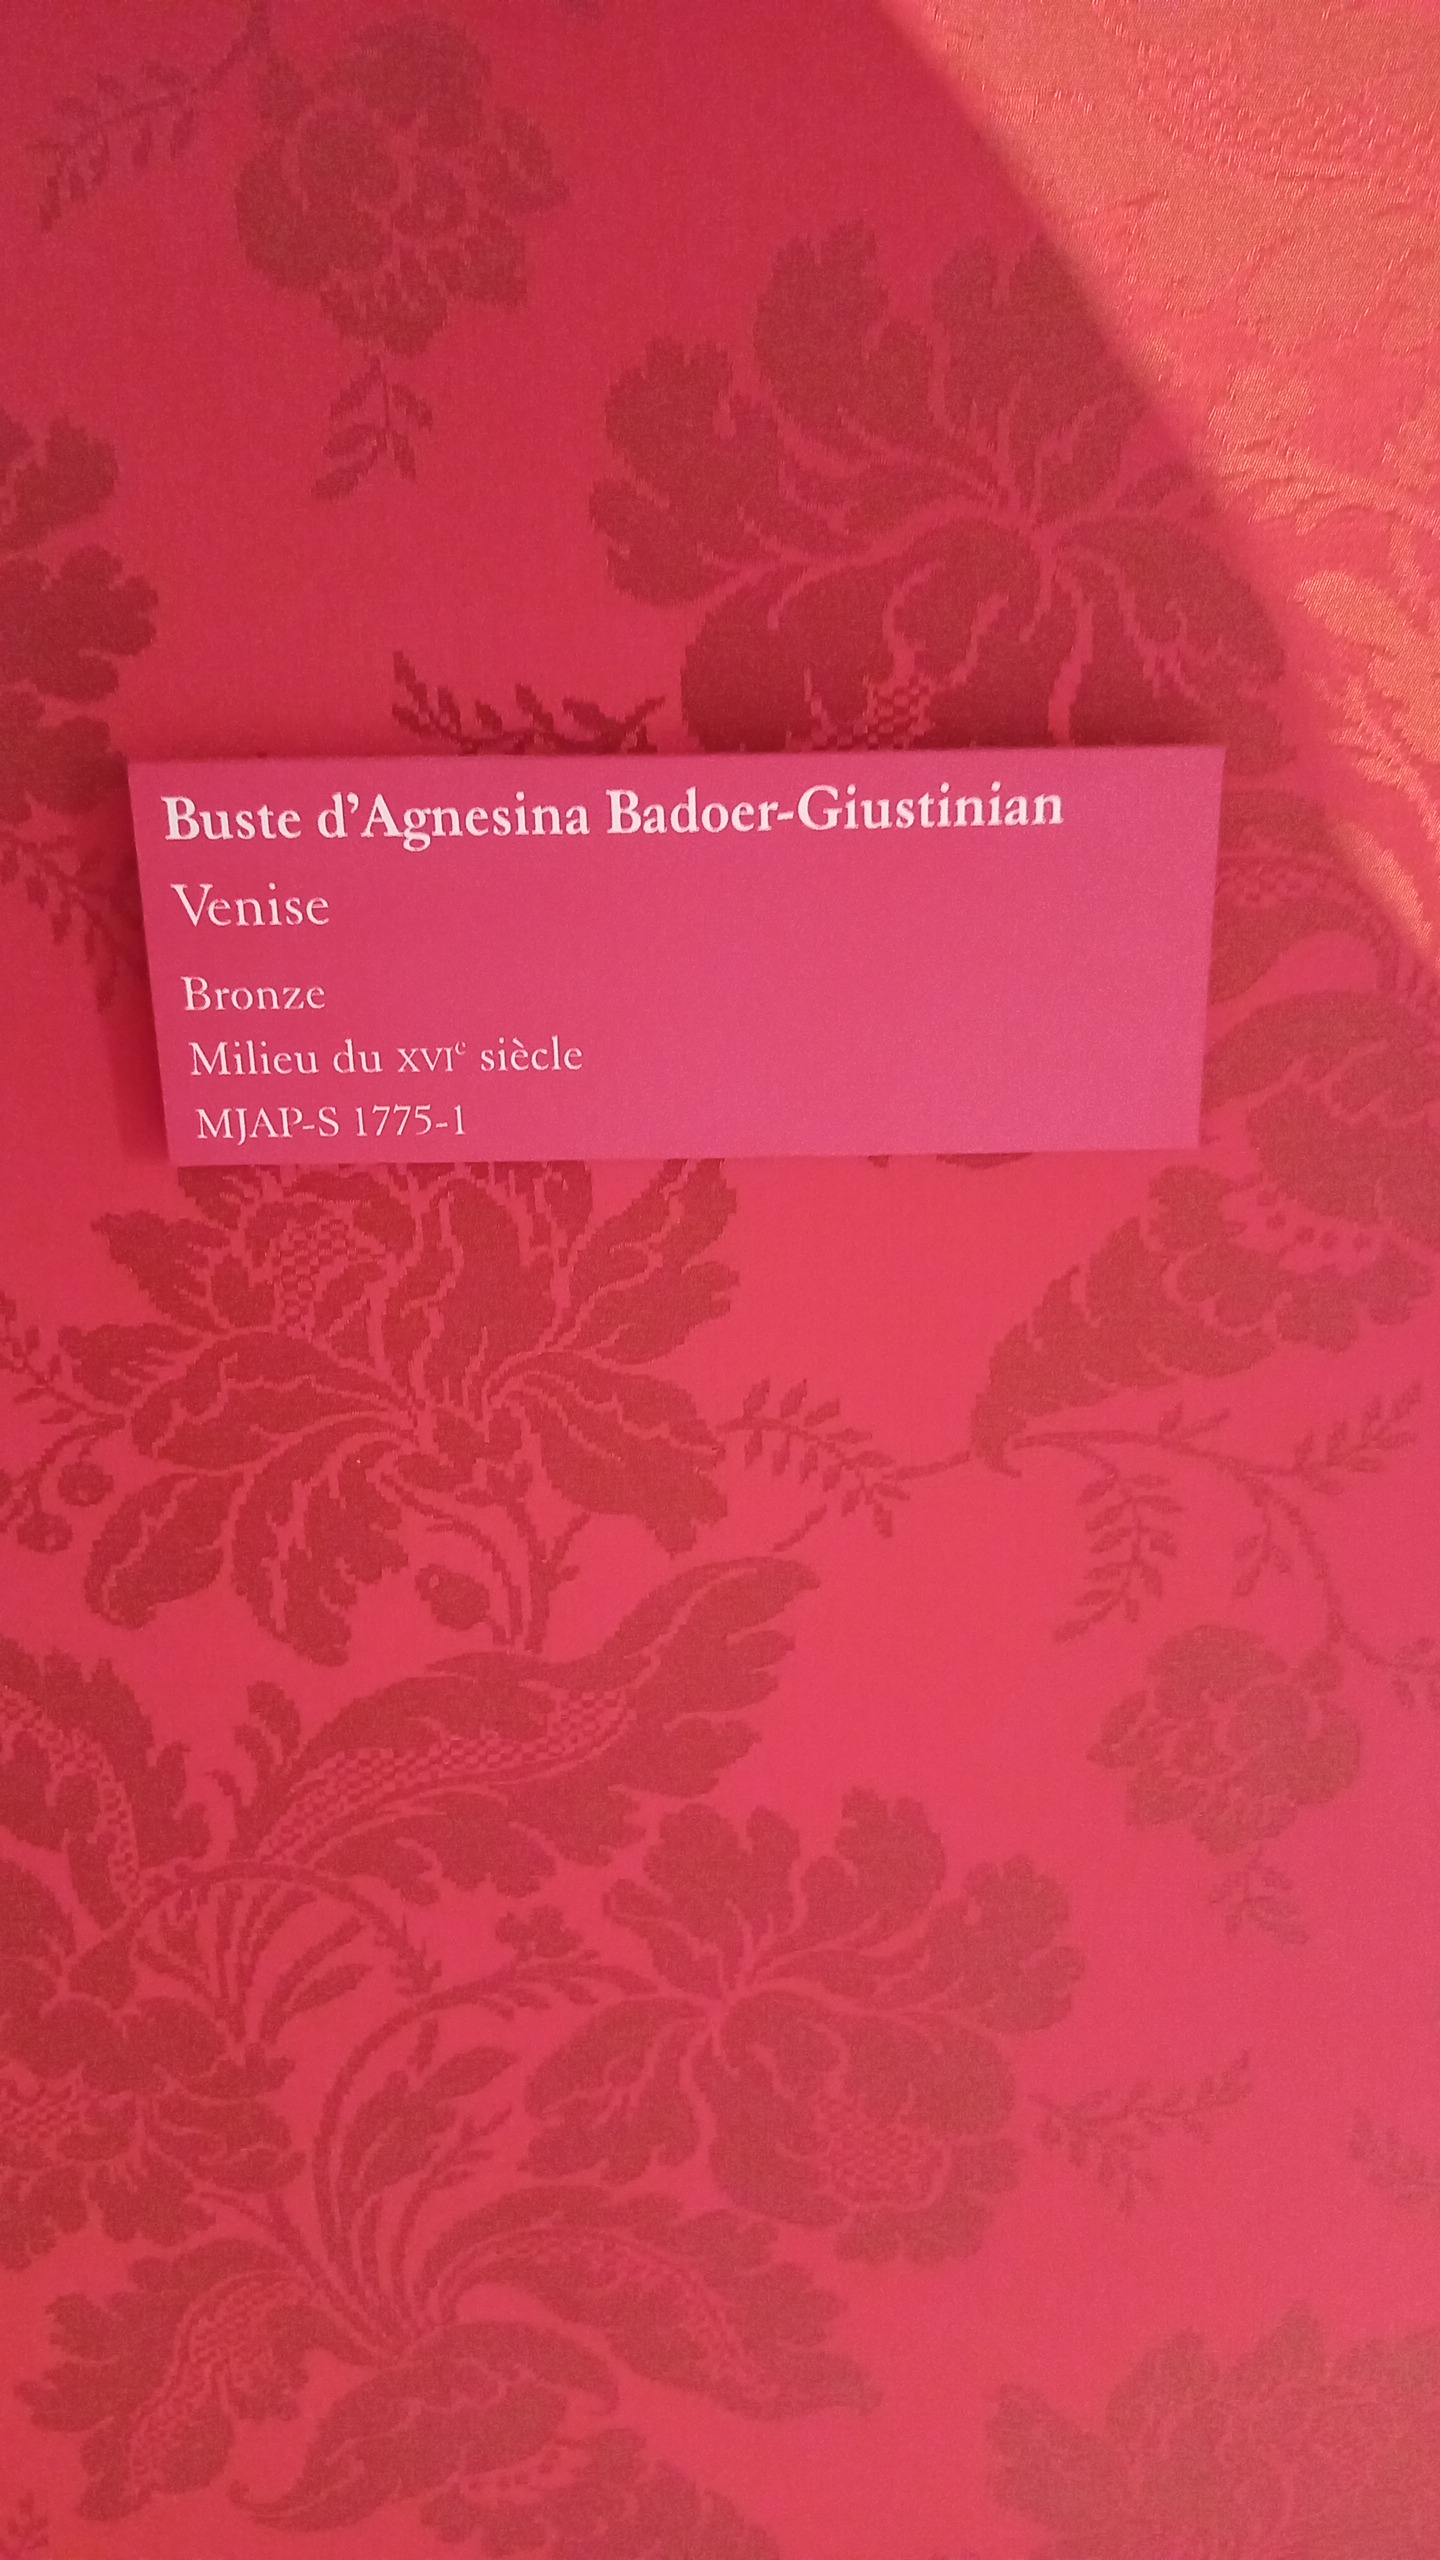 Buste d’Agnesina Badoer-Giustinian
Venise
Bronze
Milieu du XVIe siècle
MJAP-S 1775-1